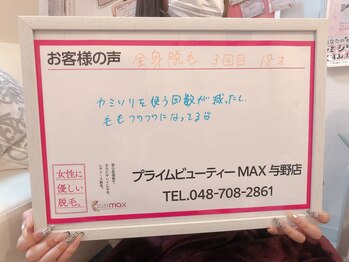 お客様の声 全身脱毛 3回目 18才
カミソリを使う回数が減ったし、
毛もフワフワになってる
女性に
優しい
脱毛。
max
プライムビューティーMAX 与野店
TEL.048-708-2861